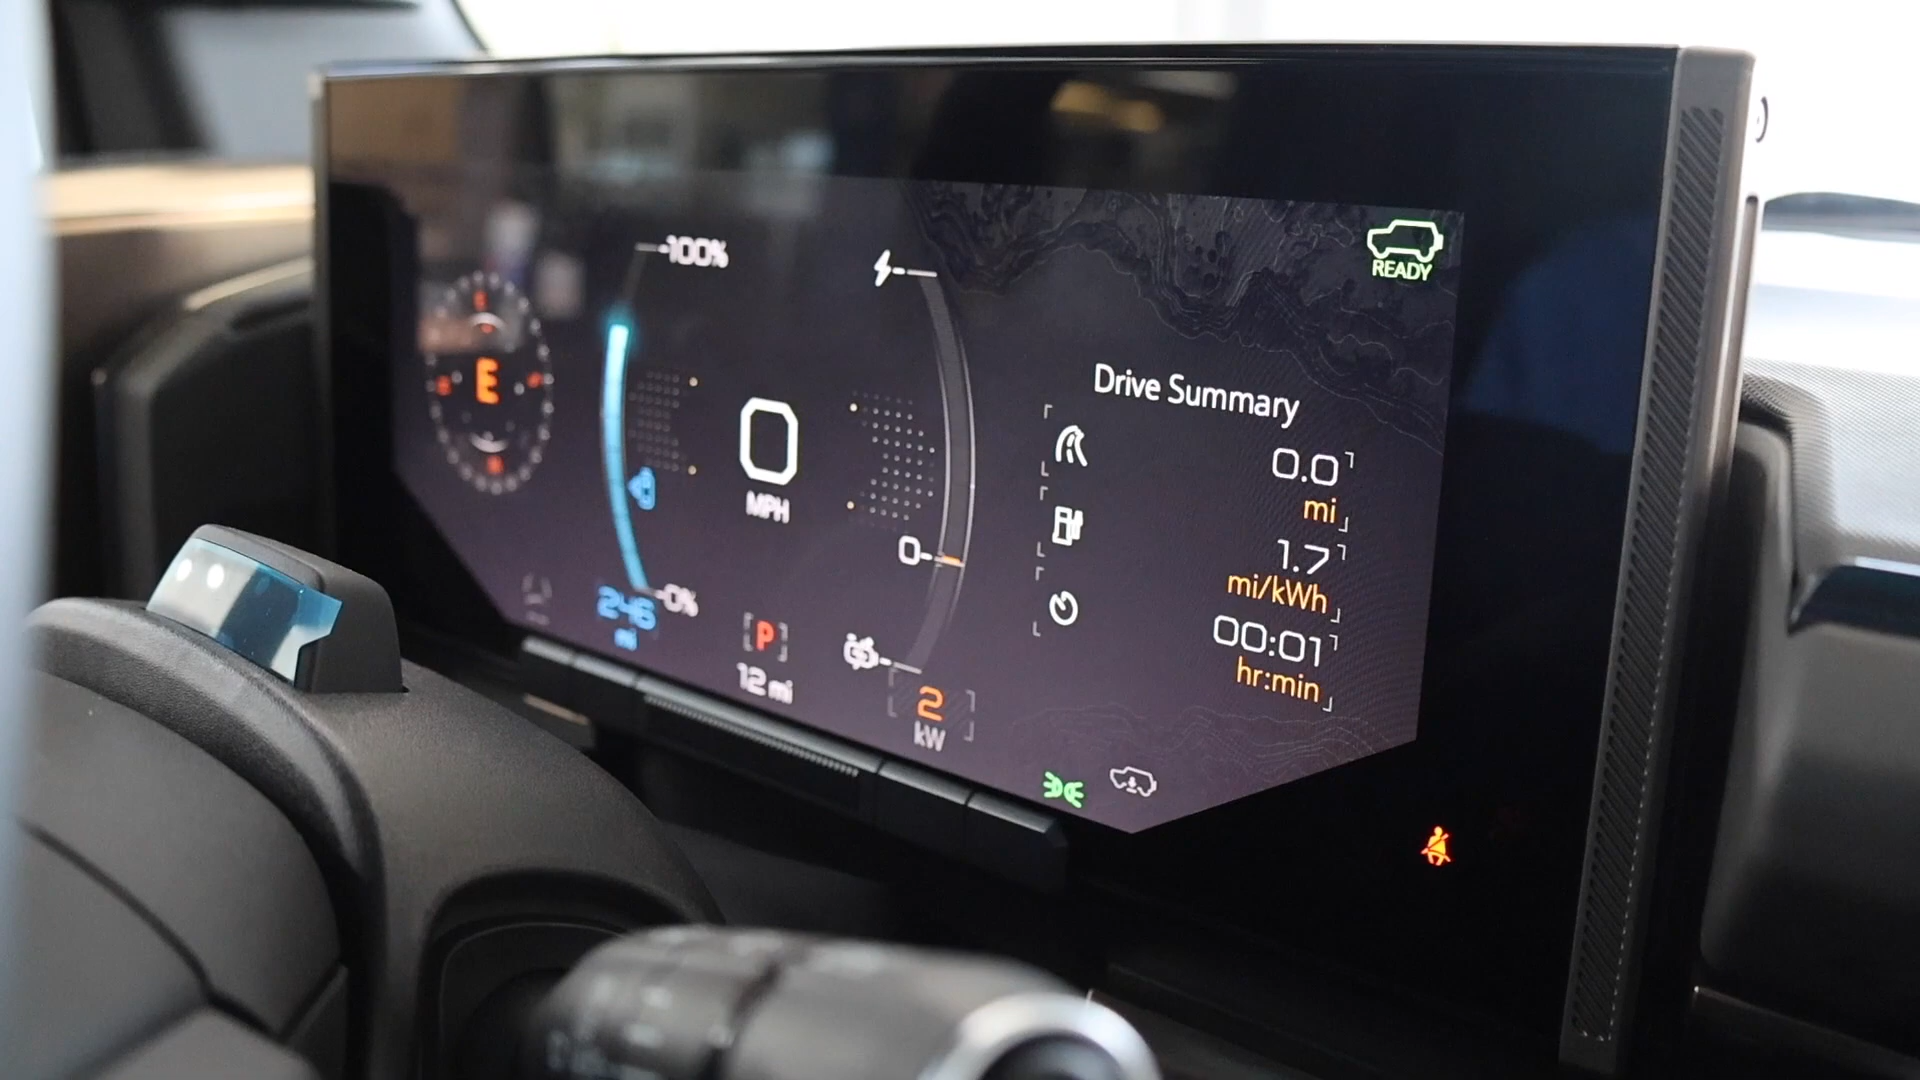 READY
-100%
E
0
MPH
0-
-0%
246
mi
P
12 mi
2
kW
Drive Summary
0.0
mi
1.7
mi/kWh
00:01
hr:min